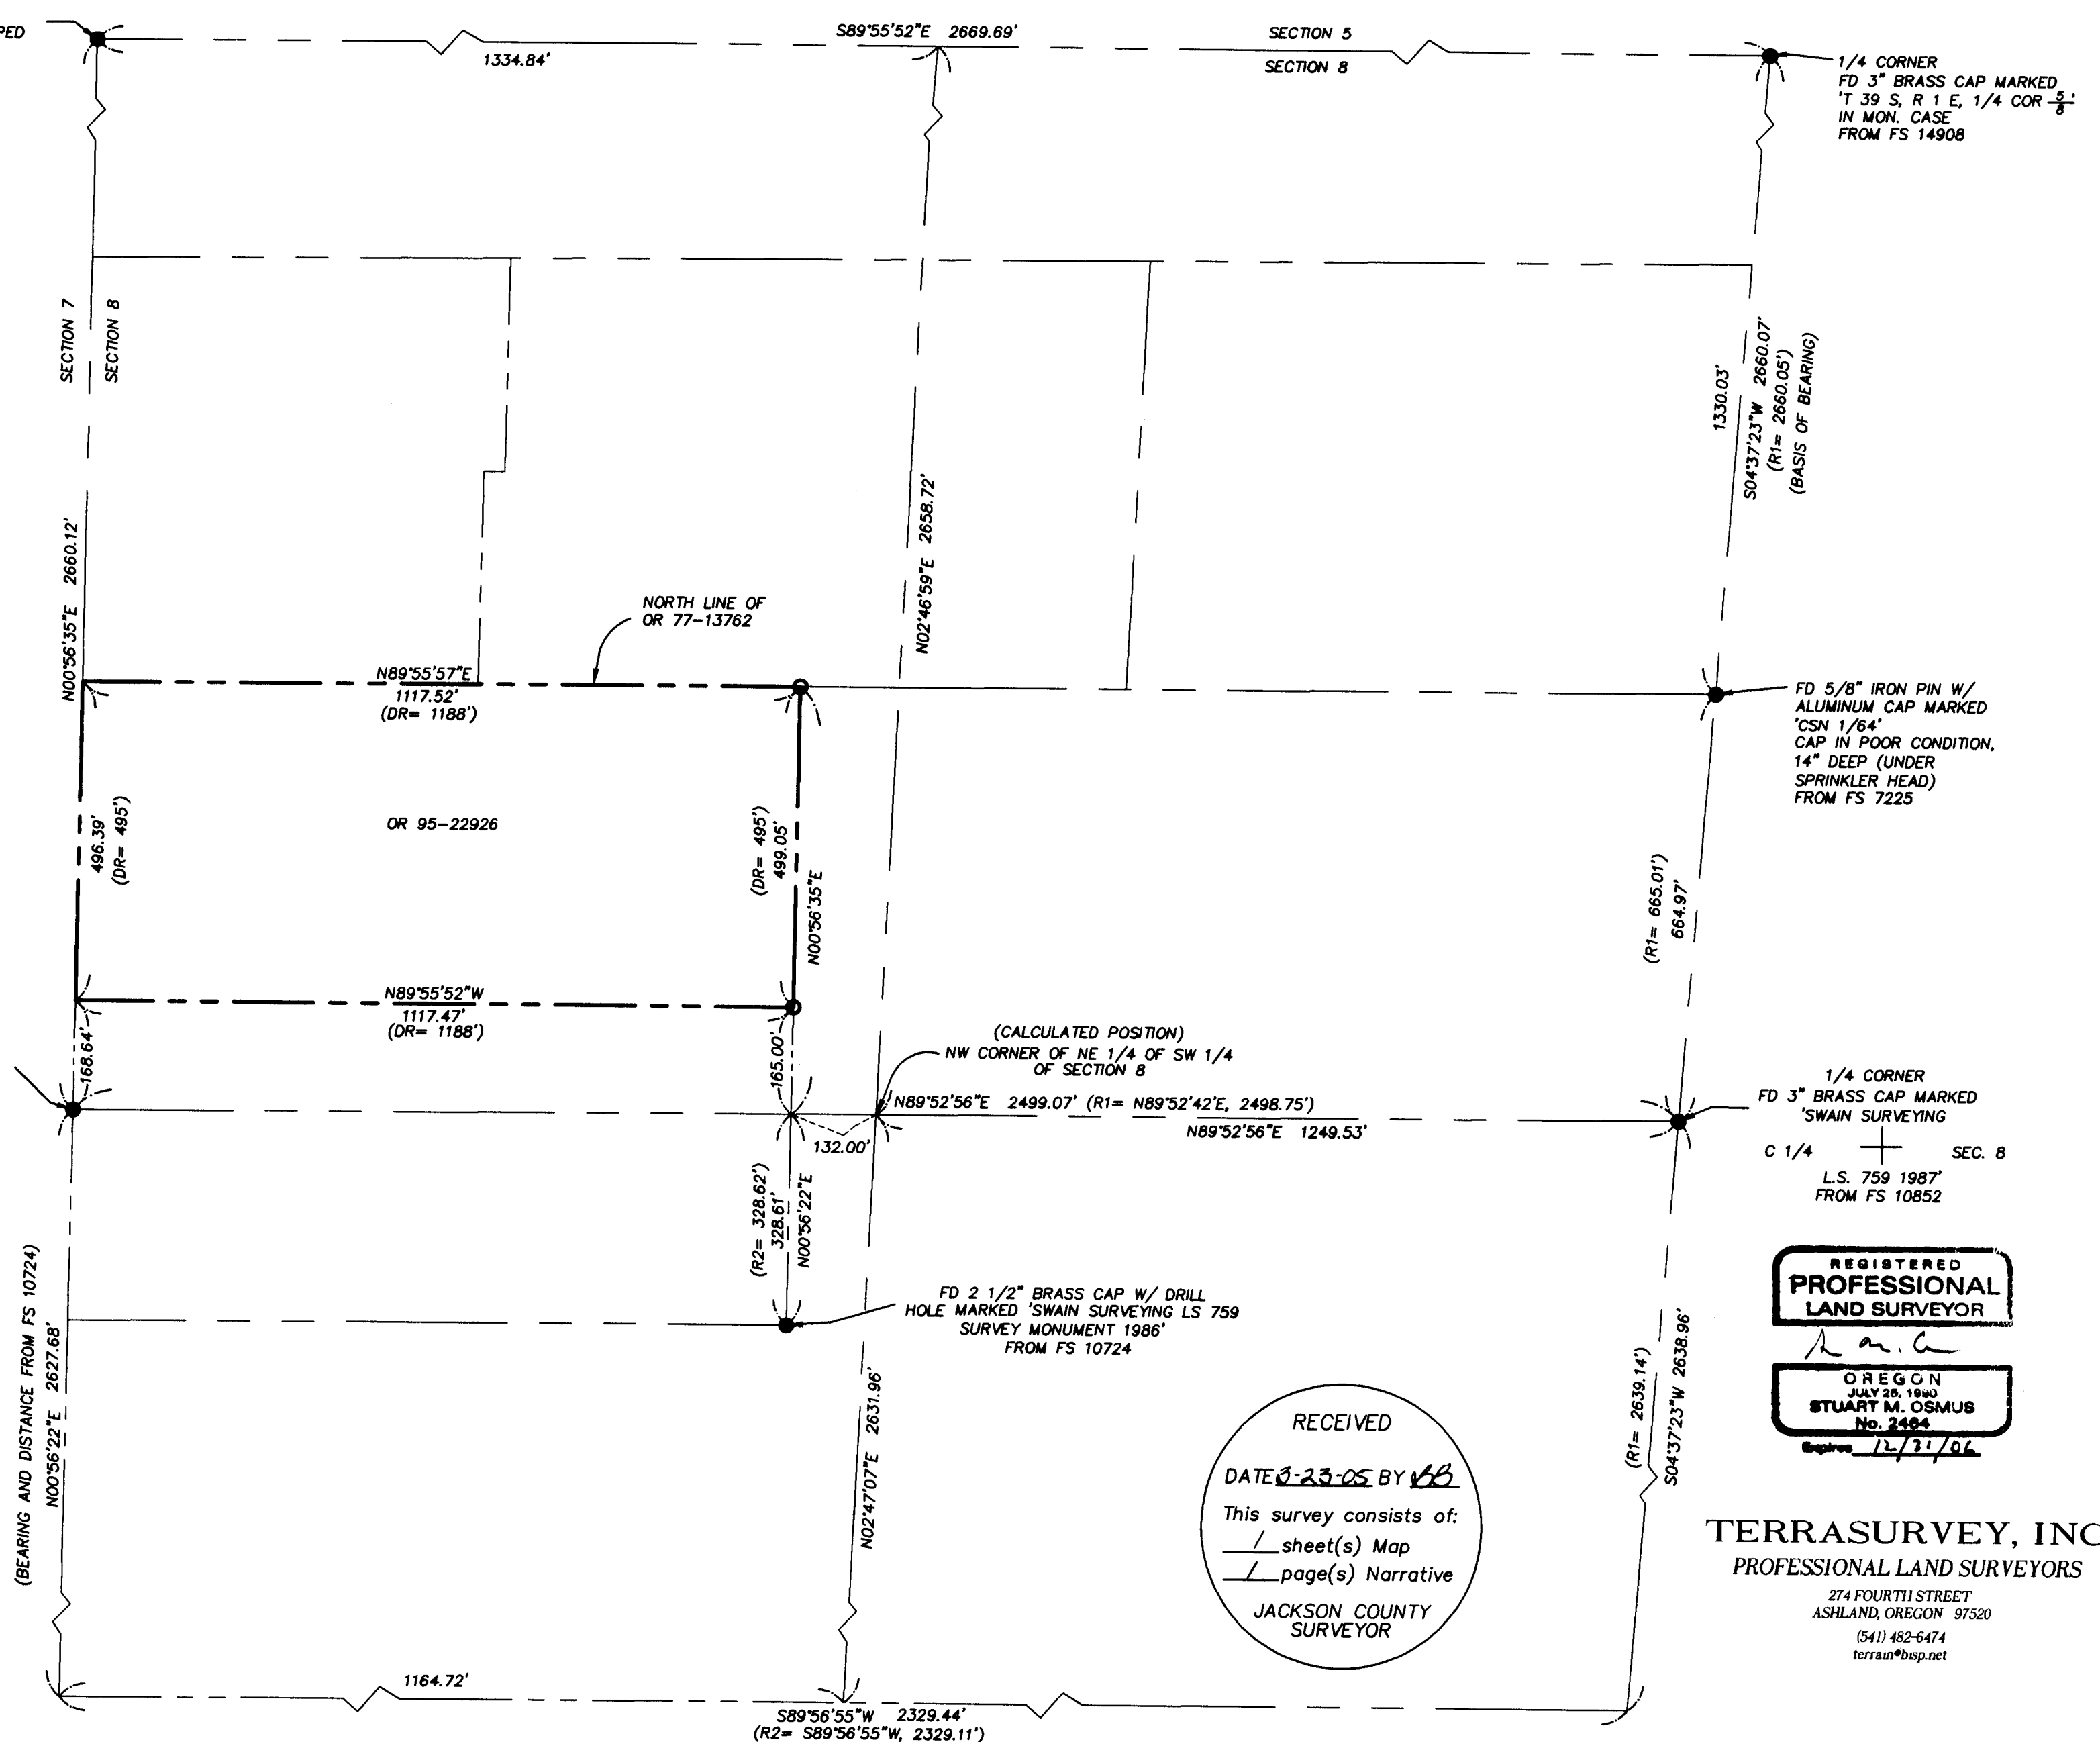 PED
S89°55'52"E 2669.69'
1334.84'
SECTION 5
SECTION 8
1/4 CORNER
FD 3" BRASS CAP MARKED
'T 39 S, R 1 E, 1/4 COR 5/8'
IN MON. CASE
FROM FS 14908
SECTION 7
SECTION 8
N00°56'35"E 2660.12'
N02°46'59"E 2658.72'
1330.03'
S04°37'23"W 2660.07'
(R1= 2660.05')
(BASIS OF BEARING)
NORTH LINE OF
OR 77-13762
N89°55'57"E
1117.52'
(DR= 1188')
FD 5/8" IRON PIN W/
ALUMINUM CAP MARKED
'CSN 1/64'
CAP IN POOR CONDITION,
14" DEEP (UNDER
SPRINKLER HEAD)
FROM FS 7225
496.39'
(DR= 495')
OR 95-22926
(DR= 495')
499.05'
N00°56'35"E
(R1= 665.01')
664.97'
N89°55'52"W
1117.47'
(DR= 1188')
168.64'
165.00'
(CALCULATED POSITION)
NW CORNER OF NE 1/4 OF SW 1/4
OF SECTION 8
N89°52'56"E 2499.07' (R1= N89°52'42'E, 2498.75')
N89°52'56"E 1249.53'
132.00'
1/4 CORNER
FD 3" BRASS CAP MARKED
'SWAIN SURVEYING
C 1/4 SEC. 8
L.S. 759 1987'
FROM FS 10852
(R2= 328.62')
328.61'
N00°56'22"E
FD 2 1/2" BRASS CAP W/ DRILL
HOLE MARKED 'SWAIN SURVEYING LS 759
SURVEY MONUMENT 1986'
FROM FS 10724
(BEARING AND DISTANCE FROM FS 10724)
N00°56'22"E 2627.68'
N02°47'07"E 2631.96'
(R1= 2639.14')
S04°37'23"W 2638.96'
REGISTERED
PROFESSIONAL
LAND SURVEYOR
OREGON
JULY 25, 1990
STUART M. OSMUS
No. 2464
Expires 12/31/06
RECEIVED
DATE 3-23-05 BY BB
This survey consists of:
1 sheet(s) Map
1 page(s) Narrative
JACKSON COUNTY
SURVEYOR
TERRASURVEY, INC
PROFESSIONAL LAND SURVEYORS
274 FOURTH STREET
ASHLAND, OREGON 97520
(541) 482-6474
terrain@bisp.net
1164.72'
S89°56'55"W 2329.44'
(R2= S89°56'55"W, 2329.11')